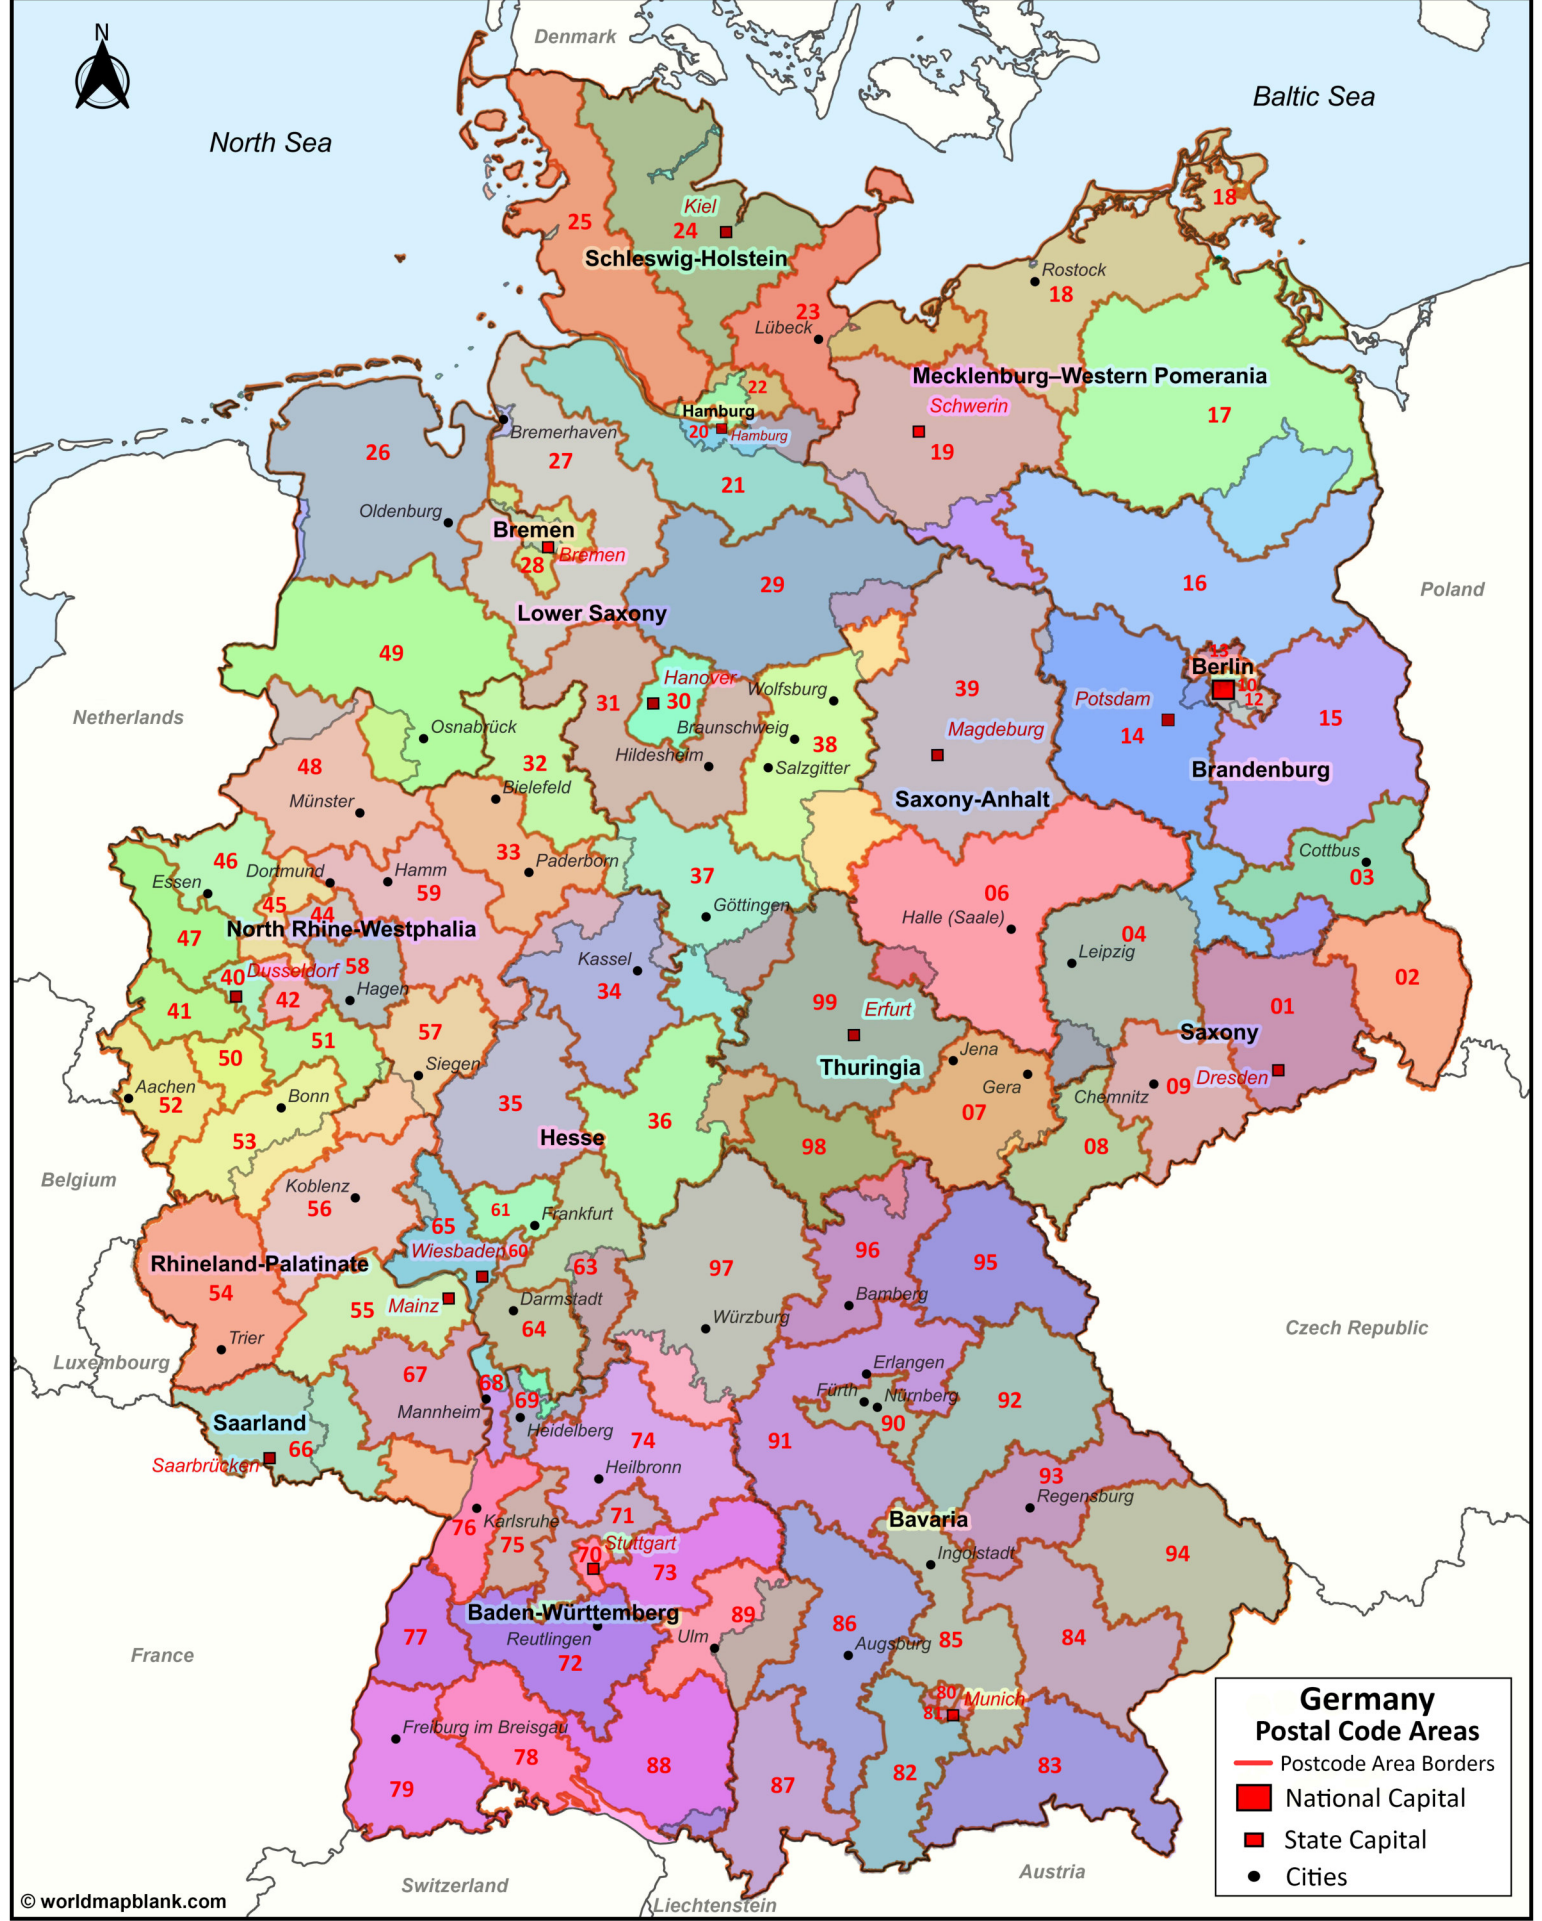 N
Denmark
Baltic Sea
North Sea
18
Kiel
25
24
Schleswig-Holstein
Rostock
18
23
Lübeck
22
Mecklenburg–Western Pomerania
Schwerin
17
Hamburg
20
Hamburg
Bremerhaven
26
27
19
21
Oldenburg
Bremen
Bremen
28
29
16
Poland
Lower Saxony
49
13
Berlin
10
12
Hanover
30
31
Wolfsburg
39
Potsdam
Netherlands
Osnabrück
Braunschweig
38
Magdeburg
14
15
Hildesheim
Salzgitter
48
32
Brandenburg
Bielefeld
Münster
Saxony-Anhalt
46
33
Paderborn
Cottbus
03
Dortmund
Hamm
Essen
59
37
06
45
44
Göttingen
Halle (Saale)
North Rhine-Westphalia
04
47
Leipzig
Kassel
58
40
Dusseldorf
02
Hagen
42
34
99
Erfurt
01
41
57
51
Saxony
50
Siegen
Jena
Thuringia
Gera
Dresden
Aachen
Bonn
Chemnitz
09
52
35
36
07
53
Hesse
98
08
Belgium
Koblenz
56
61
Frankfurt
65
Wiesbaden
60
96
Rhineland-Palatinate
63
97
95
54
Bamberg
55
Mainz
Darmstadt
Würzburg
64
Czech Republic
Trier
Luxembourg
67
Erlangen
68
Fürth
Nürnberg
69
92
Mannheim
Saarland
90
Heidelberg
66
74
91
Saarbrücken
Heilbronn
93
Regensburg
71
Karlsruhe
76
Bavaria
75
Stuttgart
70
Ingolstadt
94
73
Baden-Württemberg
89
86
77
Reutlingen
Ulm
85
84
Augsburg
72
France
80
Munich
81
Freiburg im Breisgau
78
88
79
87
82
83
Germany
Postal Code Areas
Postcode Area Borders
National Capital
State Capital
Cities
Switzerland
Austria
Liechtenstein
© worldmapblank.com